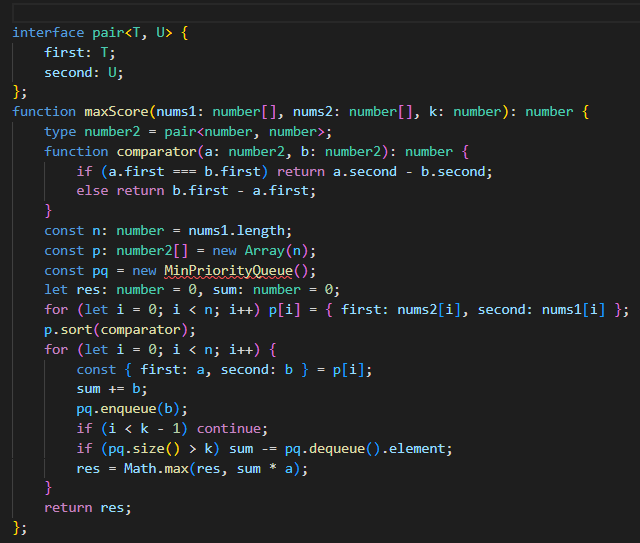 interface pair<T, U> {
    first: T;
    second: U;
};
function maxScore(nums1: number[], nums2: number[], k: number): number {
    type number2 = pair<number, number>;
    function comparator(a: number2, b: number2): number {
        if (a.first === b.first) return a.second - b.second;
        else return b.first - a.first;
    }
    const n: number = nums1.length;
    const p: number2[] = new Array(n);
    const pq = new MinPriorityQueue();
    let res: number = 0, sum: number = 0;
    for (let i = 0; i < n; i++) p[i] = { first: nums2[i], second: nums1[i] };
    p.sort(comparator);
    for (let i = 0; i < n; i++) {
        const { first: a, second: b } = p[i];
        sum += b;
        pq.enqueue(b);
        if (i < k - 1) continue;
        if (pq.size() > k) sum -= pq.dequeue().element;
        res = Math.max(res, sum * a);
    }
    return res;
};